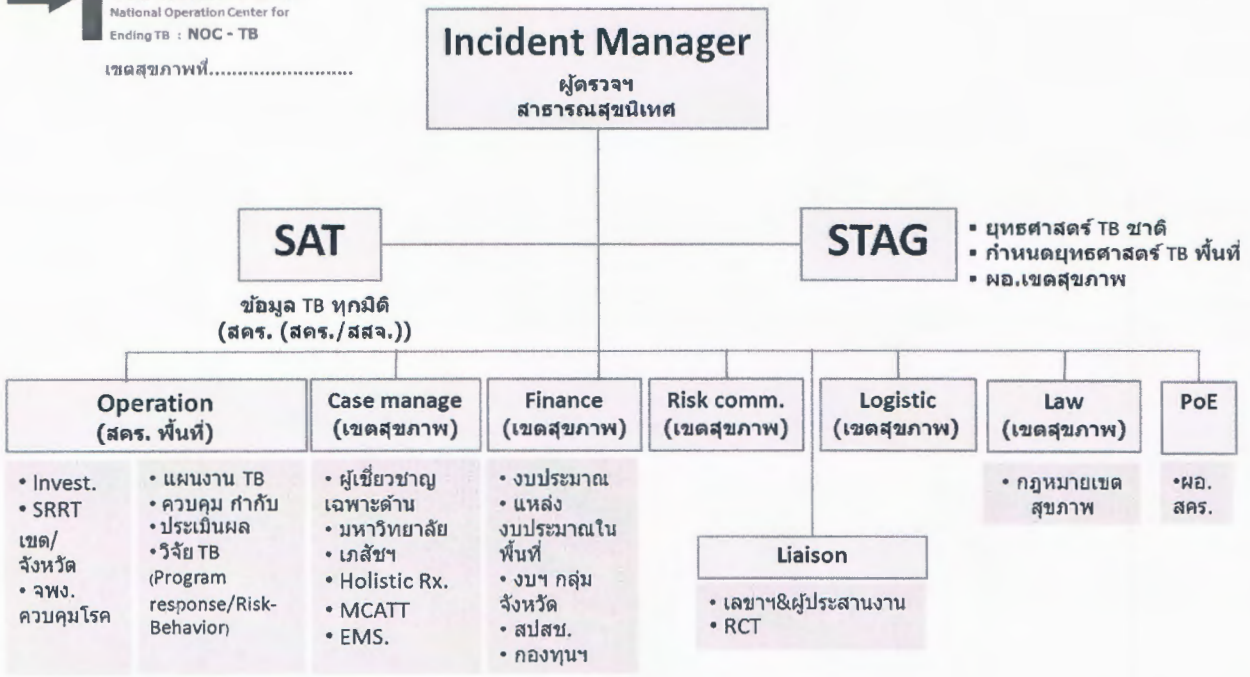 National Operation Center for
Ending TB : NOC - TB
เขตสุขภาพที่...........................
Incident Manager
ผู้ตรวจฯ
สาธารณสุขนิเทศ
SAT
ข้อมูล TB ทุกมิติ
(สคร. (สคร./สสจ.))
STAG
▪ ยุทธศาสตร์ TB ชาติ
▪ กำหนดยุทธศาสตร์ TB พื้นที่
▪ ผอ.เขตสุขภาพ
Operation
(สคร. พื้นที่)
• Invest.
• SRRT
เขต/
จังหวัด
• จพง.
ควบคุมโรค
• แผนงาน TB
• ควบคุม กำกับ
• ประเมินผล
• วิจัย TB
(Program
response/Risk-
Behavior)
Case manage
(เขตสุขภาพ)
• ผู้เชี่ยวชาญ
เฉพาะด้าน
• มหาวิทยาลัย
• เภสัชฯ
• Holistic Rx.
• MCATT
• EMS.
Finance
(เขตสุขภาพ)
• งบประมาณ
• แหล่ง
งบประมาณใน
พื้นที่
• งบฯ กลุ่ม
จังหวัด
• สปสช.
• กองทุนฯ
Risk comm.
(เขตสุขภาพ)
Liaison
• เลขาฯ&ผู้ประสานงาน
• RCT
Logistic
(เขตสุขภาพ)
Law
(เขตสุขภาพ)
• กฎหมายเขต
สุขภาพ
PoE
•ผอ.
สคร.